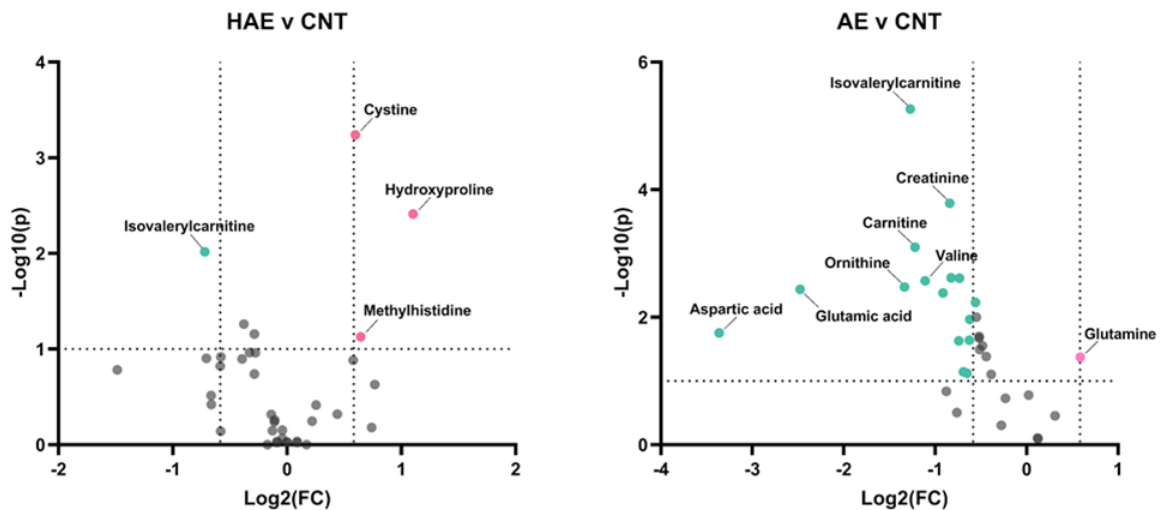 HAE v CNT
4
3
2
1
0
-2
-1
0
1
2
-Log10(p)
Log2(FC)
Cystine
Hydroxyproline
Isovalerylcarnitine
Methylhistidine
AE v CNT
6
4
2
0
-4
-3
-2
-1
0
1
-Log10(p)
Log2(FC)
Isovalerylcarnitine
Creatinine
Carnitine
Ornithine
Valine
Aspartic acid
Glutamic acid
Glutamine